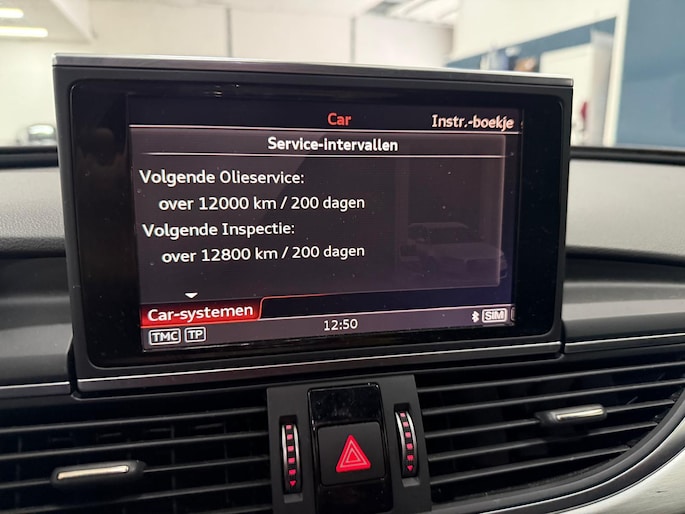 Car
Instr.-boekje
Service-intervallen
Volgende Olieservice:
over 12000 km / 200 dagen
Volgende Inspectie:
over 12800 km / 200 dagen
Car-systemen
TMC TP
12:50
SIM